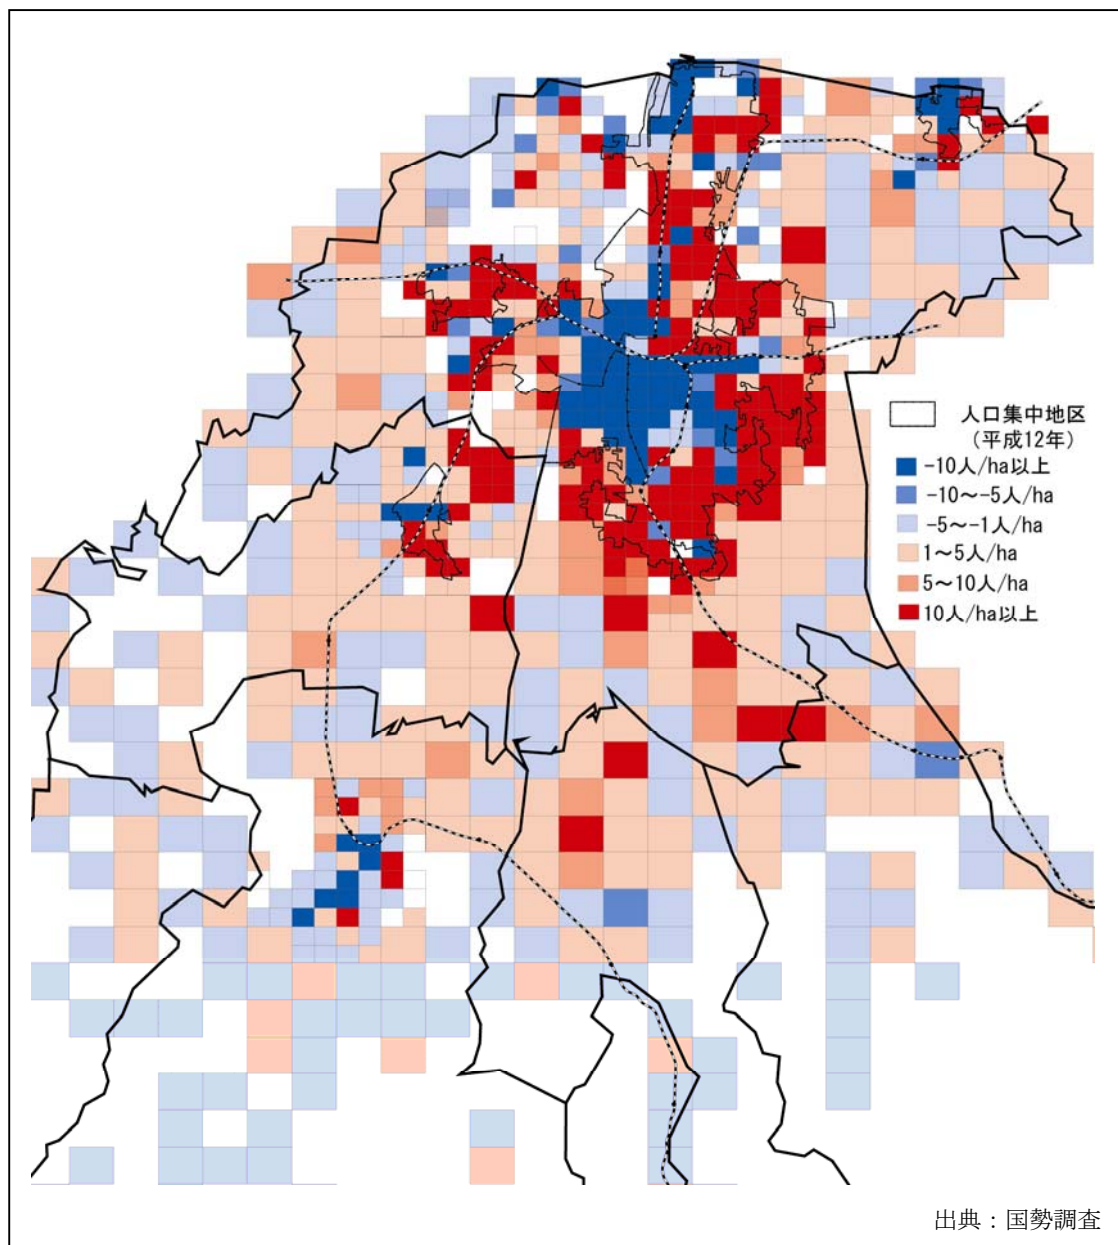 人口集中地区
（平成12年）
-10人/ha以上
-10～-5人/ha
-5～-1人/ha
1～5人/ha
5～10人/ha
10人/ha以上
出典：国勢調査